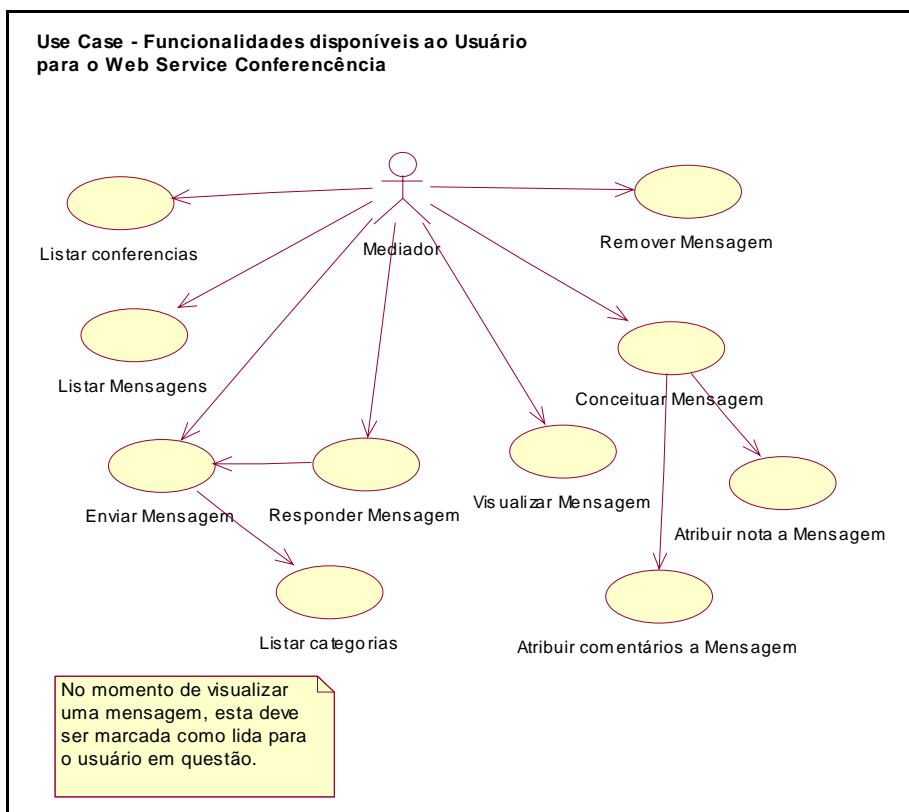 Use Case - Funcionalidades disponíveis ao Usuário
para o Web Service Conferencência
Mediador
Remover Mensagem
Listar conferencias
Listar Mensagens
Conceituar Mensagem
Enviar Mensagem
Responder Mensagem
Visualizar Mensagem
Atribuir nota a Mensagem
Listar categorias
Atribuir comentários a Mensagem
No momento de visualizar
uma mensagem, esta deve
ser marcada como lida para
o usuário em questão.